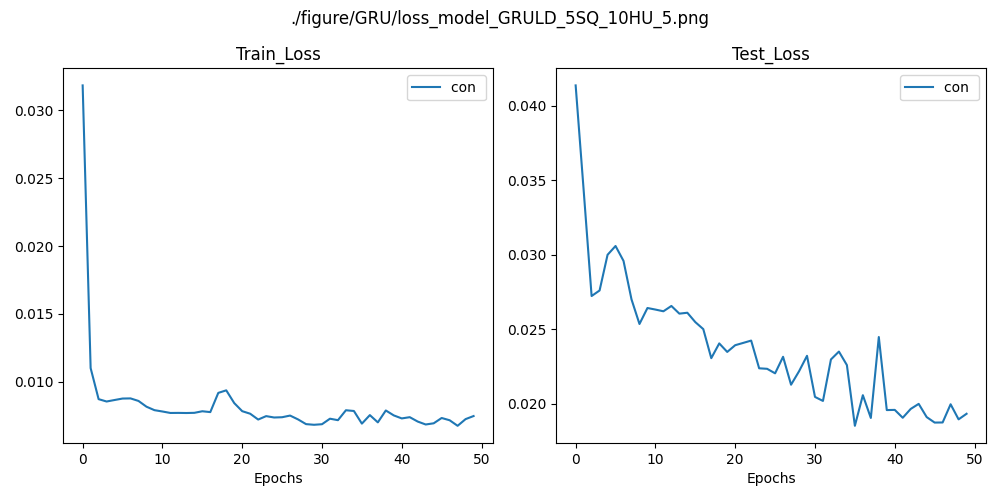 ./figure/GRU/loss_model_GRULD_5SQ_10HU_5.png
Train_Loss
con
0.030
0.025
0.020
0.015
0.010
0 10 20 30 40 50
Epochs
Test_Loss
con
0.040
0.035
0.030
0.025
0.020
0 10 20 30 40 50
Epochs